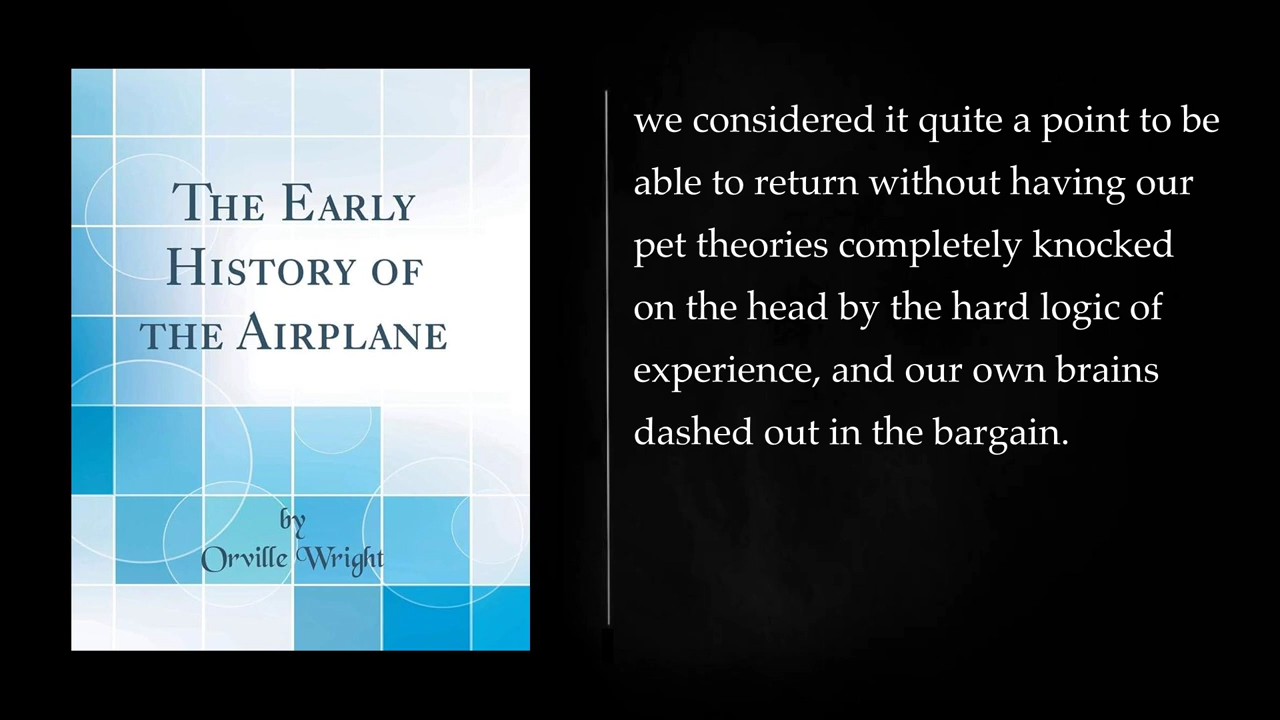 The Early
History of
the Airplane
by
Orville Wright
we considered it quite a point to be
able to return without having our
pet theories completely knocked
on the head by the hard logic of
experience, and our own brains
dashed out in the bargain.